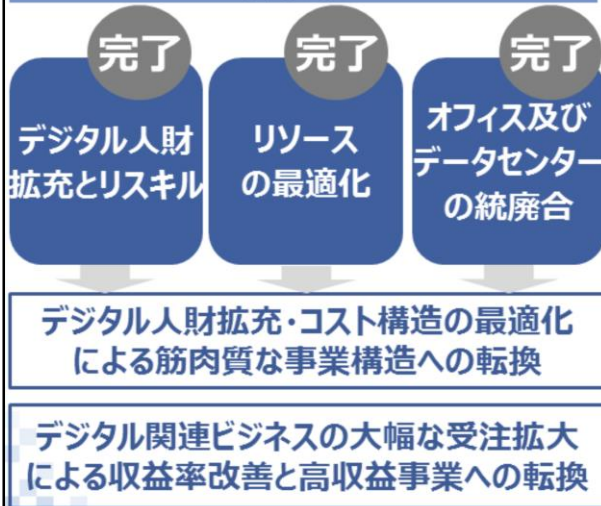 完了
完了
完了
デジタル人財
拡充とリスキル
リソース
の最適化
オフィス及び
データセンター
の統廃合
デジタル人財拡充・コスト構造の最適化
による筋肉質な事業構造への転換
デジタル関連ビジネスの大幅な受注拡大
による収益率改善と高収益事業への転換